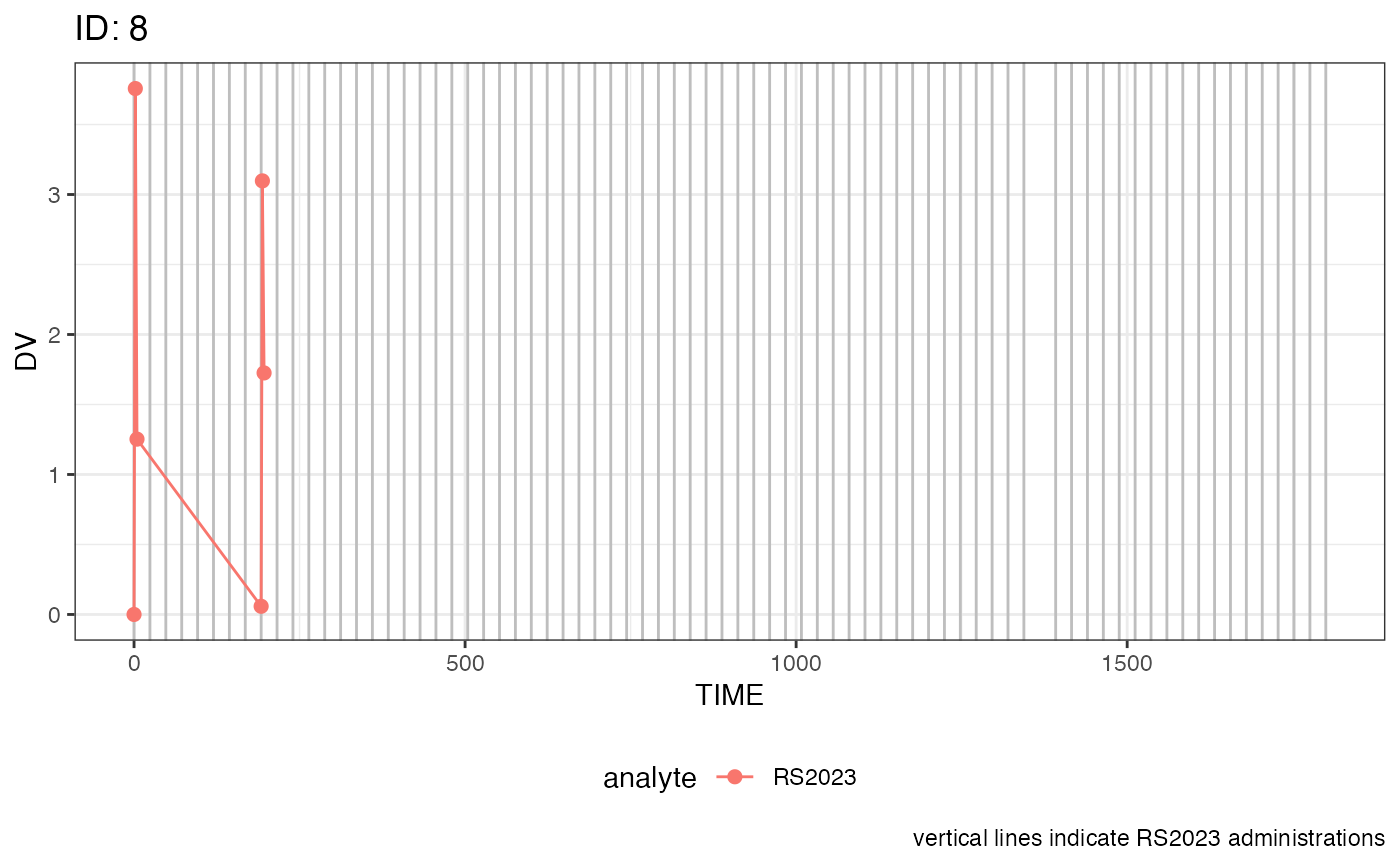 ID: 8
3
2
1
0
DV
0 500 1000 1500
TIME
analyte RS2023
vertical lines indicate RS2023 administrations